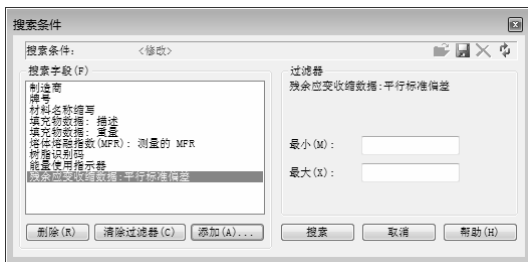 搜索条件
搜索条件: <修改>
搜索字段(F)
制造商
牌号
材料名称缩写
填充物数据: 描述
填充物数据: 重量
熔体熔融指数(MFR): 测量的 MFR
树脂识别码
能量使用指示器
残余应变收缩数据:平行标准偏差
删除(R) 清除过滤器(C) 添加(A)...
过滤器
残余应变收缩数据:平行标准偏差
最小(M):
最大(X):
搜索 取消 帮助(H)